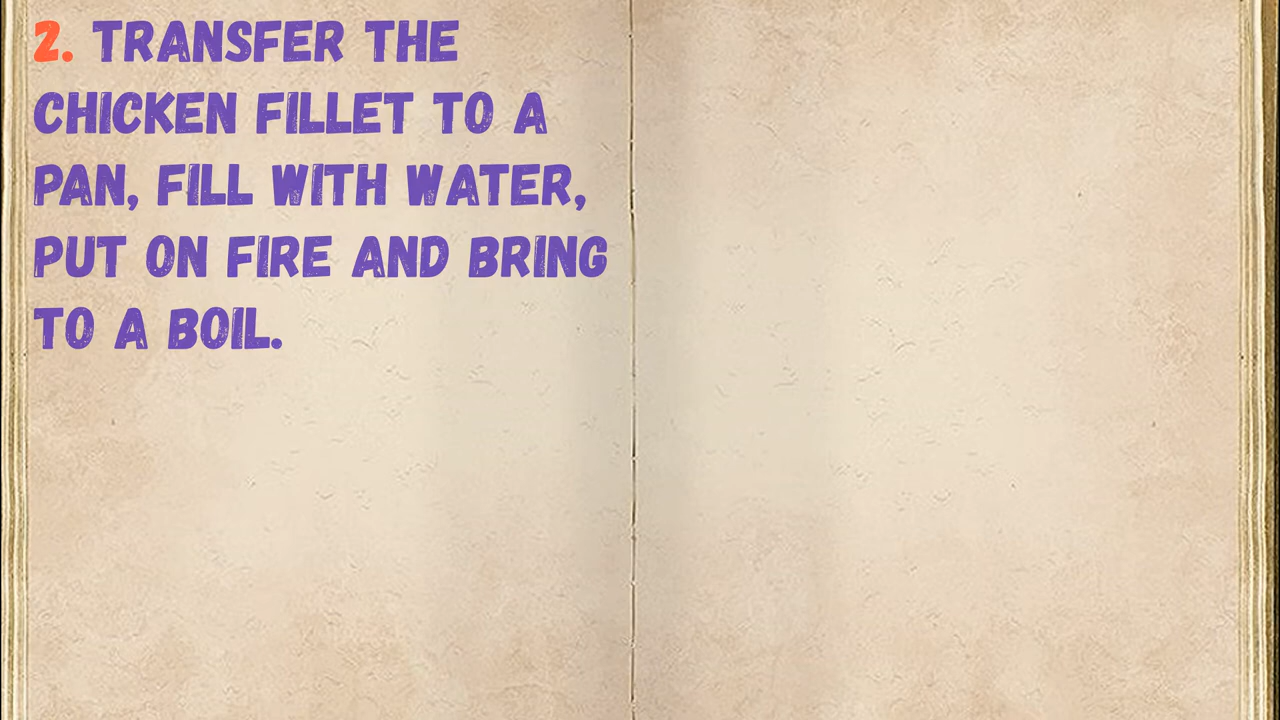 2. TRANSFER THE
CHICKEN FILLET TO A
PAN, FILL WITH WATER,
PUT ON FIRE AND BRING
TO A BOIL.